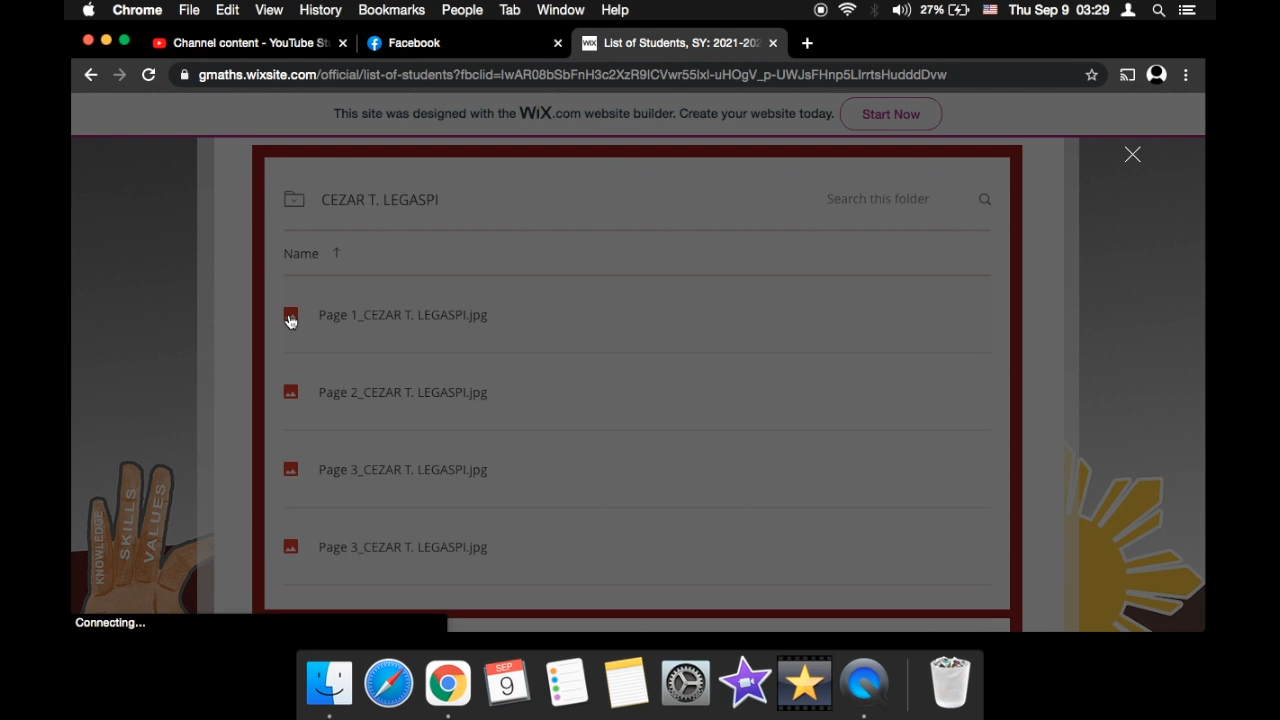 Chrome File Edit View History Bookmarks People Tab Window Help 27% Thu Sep 9 03:29
Channel content - YouTube St Facebook WiX List of Students, SY: 2021-202
gmaths.wixsite.com/official/list-of-students?fbclid=IwAR08bSbFnH3c2XzR9ICVwr55lxl-uHOgV_p-UWJsFHnp5LIrrtsHudddDvw
This site was designed with the WiX.com website builder. Create your website today. Start Now
CEZAR T. LEGASPI Search this folder
Name ↑
Page 1_CEZAR T. LEGASPI.jpg
Page 2_CEZAR T. LEGASPI.jpg
Page 3_CEZAR T. LEGASPI.jpg
Page 3_CEZAR T. LEGASPI.jpg
KNOWLEDGE
SKILLS
VALUES
Connecting...
SEP
9